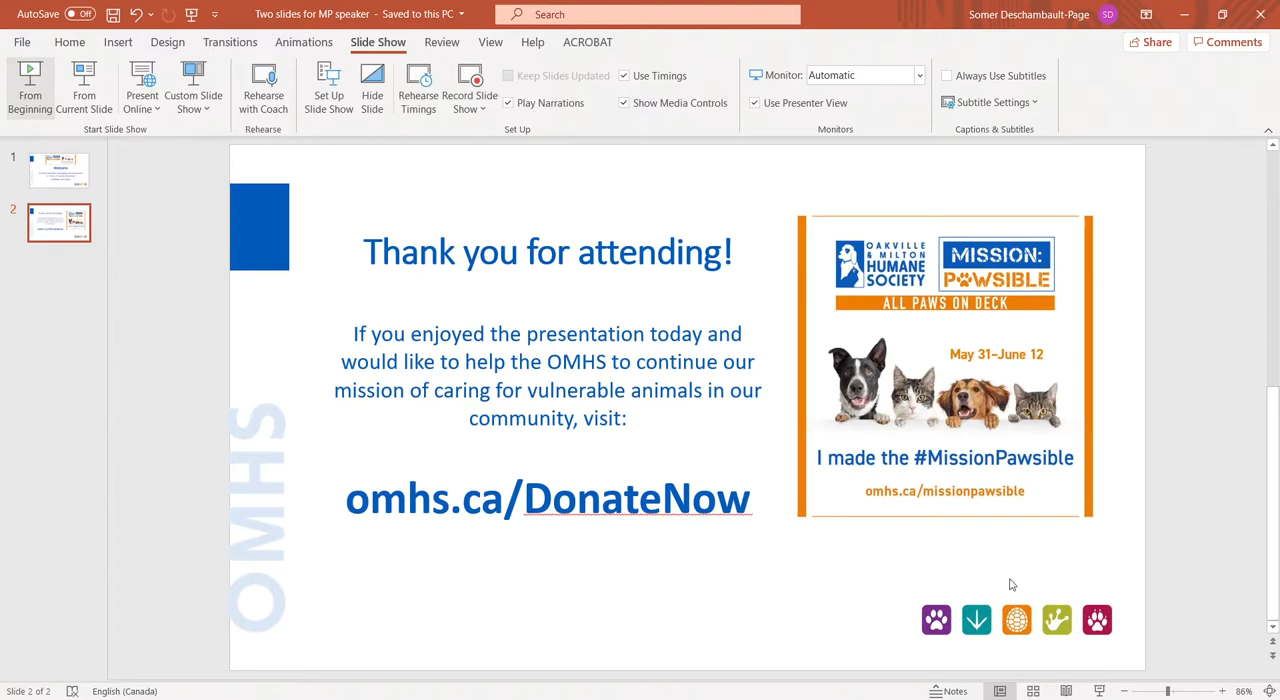 AutoSave Off
Two slides for MP speaker - Saved to this PC
Search
Somer Deschambault-Page SD
File Home Insert Design Transitions Animations Slide Show Review View Help ACROBAT
Share Comments
From Beginning
From Current Slide
Present Online
Custom Slide Show
Start Slide Show
Rehearse with Coach
Rehearse
Set Up Slide Show
Hide Slide
Rehearse Timings
Record Slide Show
Keep Slides Updated
Play Narrations
Use Timings
Show Media Controls
Set Up
Monitor: Automatic
Use Presenter View
Monitors
Always Use Subtitles
Subtitle Settings
Captions & Subtitles
1
2
OMHS
Thank you for attending!
If you enjoyed the presentation today and
would like to help the OMHS to continue our
mission of caring for vulnerable animals in our
community, visit:
omhs.ca/DonateNow
OAKVILLE
& MILTON
HUMANE
SOCIETY
MISSION:
PAWSIBLE
ALL PAWS ON DECK
May 31-June 12
I made the #MissionPawsible
omhs.ca/missionpawsible
Slide 2 of 2
English (Canada)
Notes
86%